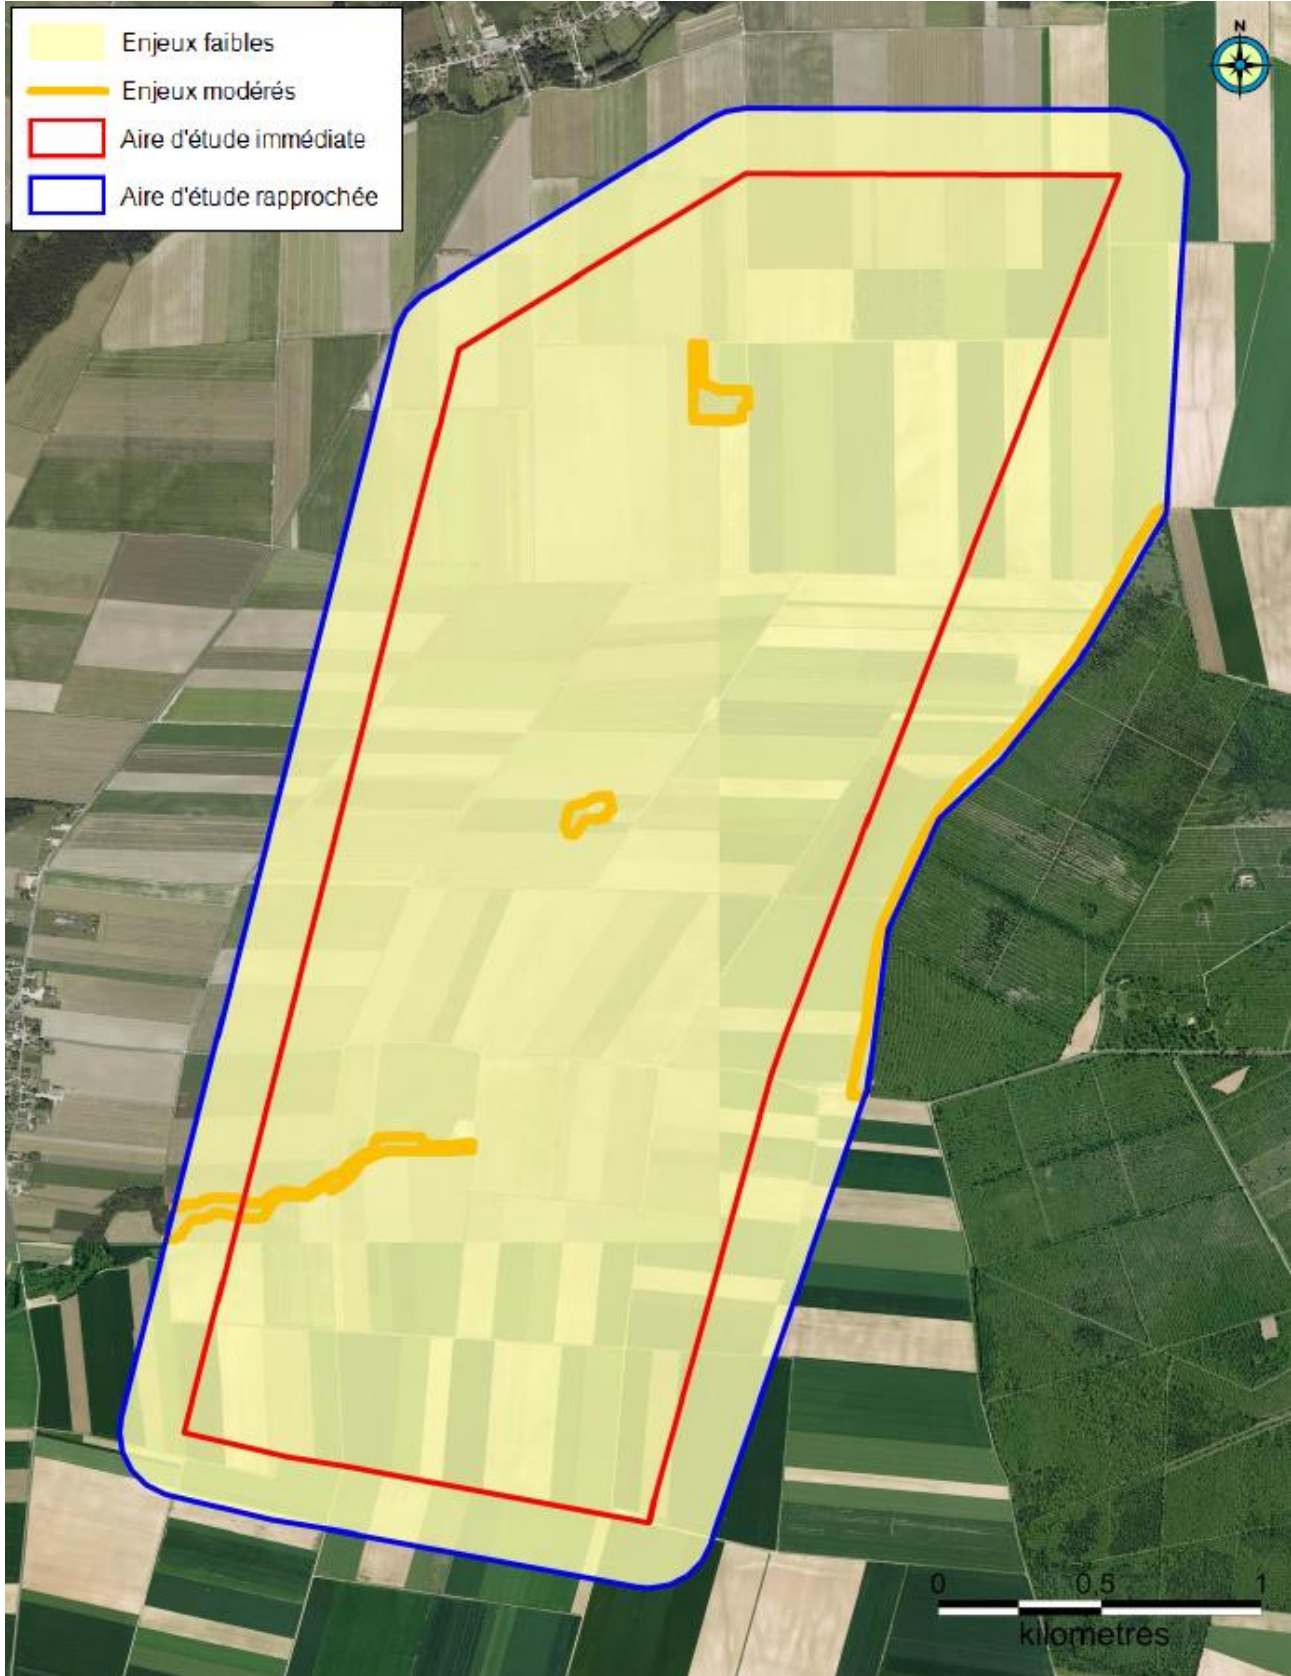 Enjeux faibles
Enjeux modérés
Aire d'étude immédiate
Aire d'étude rapprochée
N
0 0,5 1
kilometres